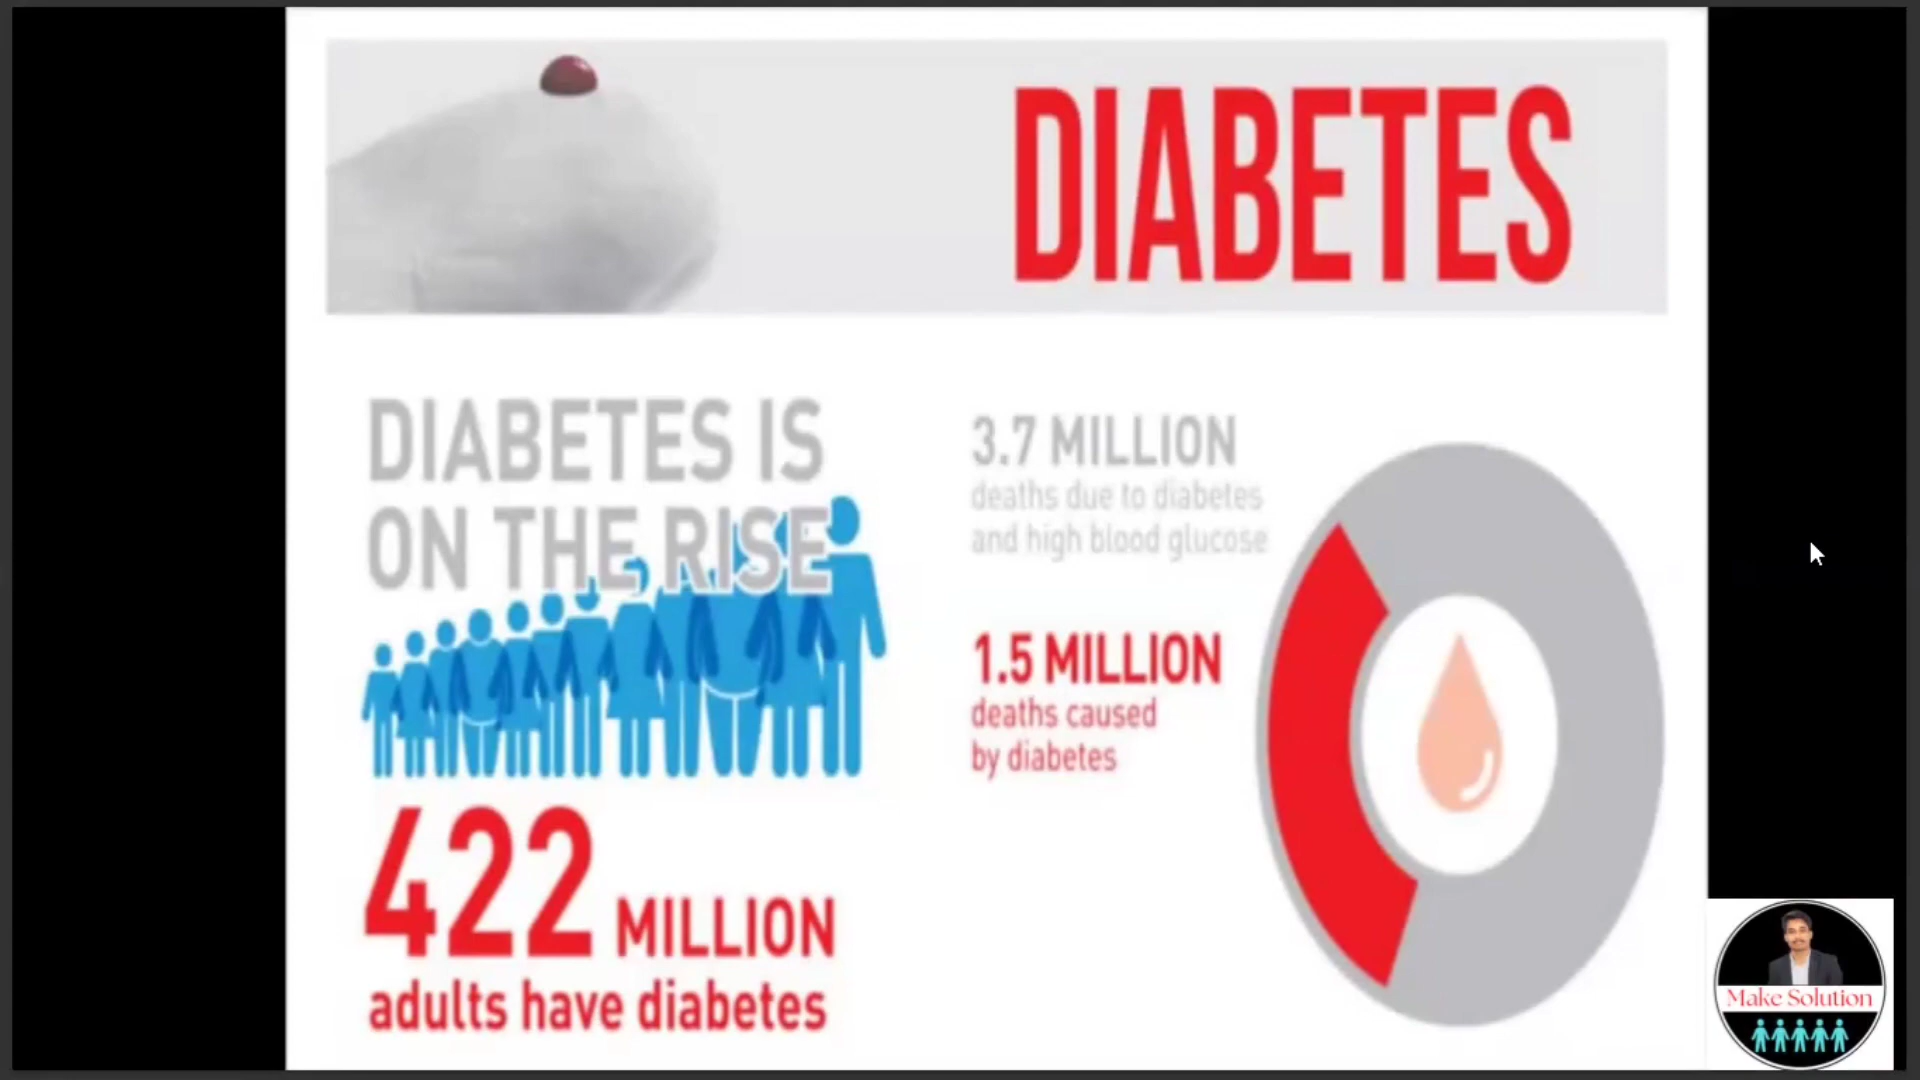 DIABETES
DIABETES IS
ON THE RISE
422 MILLION
adults have diabetes
3.7 MILLION
deaths due to diabetes
and high blood glucose
1.5 MILLION
deaths caused
by diabetes
Make Solution